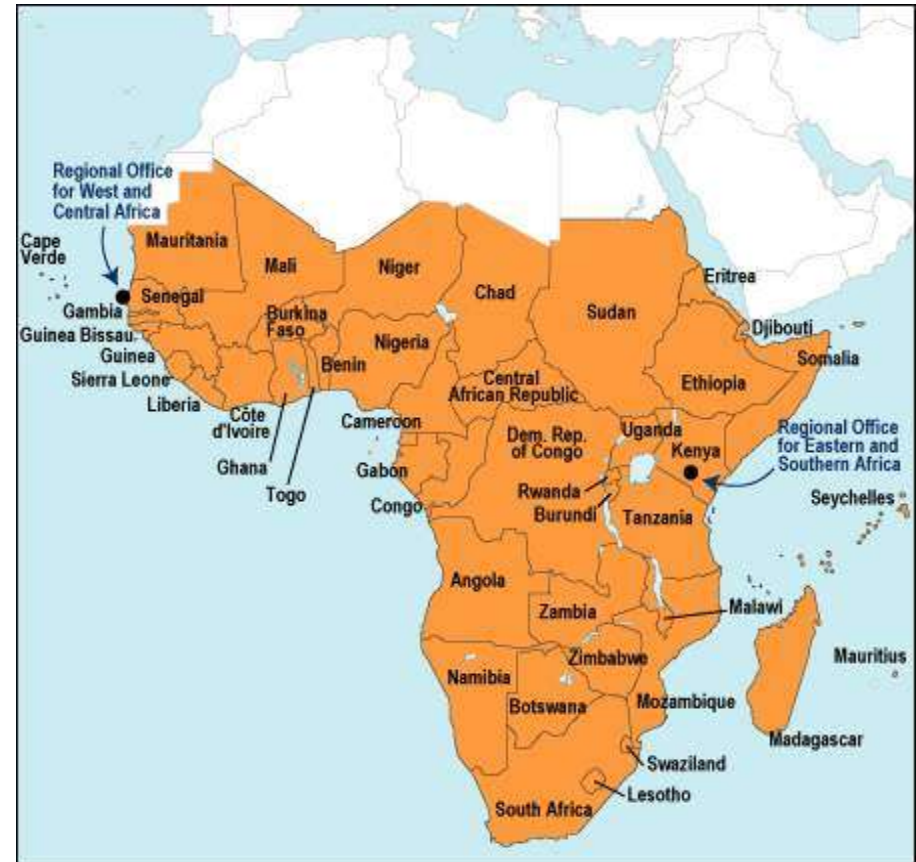 Regional Office
for West and
Central Africa
Cape
Verde
Mauritania
Mali
Niger
Chad
Sudan
Eritrea
Senegal
Gambia
Burkina
Faso
Djibouti
Guinea Bissau
Guinea
Nigeria
Benin
Somalia
Sierra Leone
Central
African Republic
Ethiopia
Liberia
Côte
d'Ivoire
Cameroon
Uganda
Dem. Rep.
of Congo
Kenya
Regional Office
for Eastern and
Southern Africa
Ghana
Gabon
Togo
Rwanda
Congo
Burundi
Tanzania
Seychelles
Angola
Zambia
Malawi
Zimbabwe
Mauritius
Namibia
Botswana
Mozambique
Madagascar
Swaziland
Lesotho
South Africa